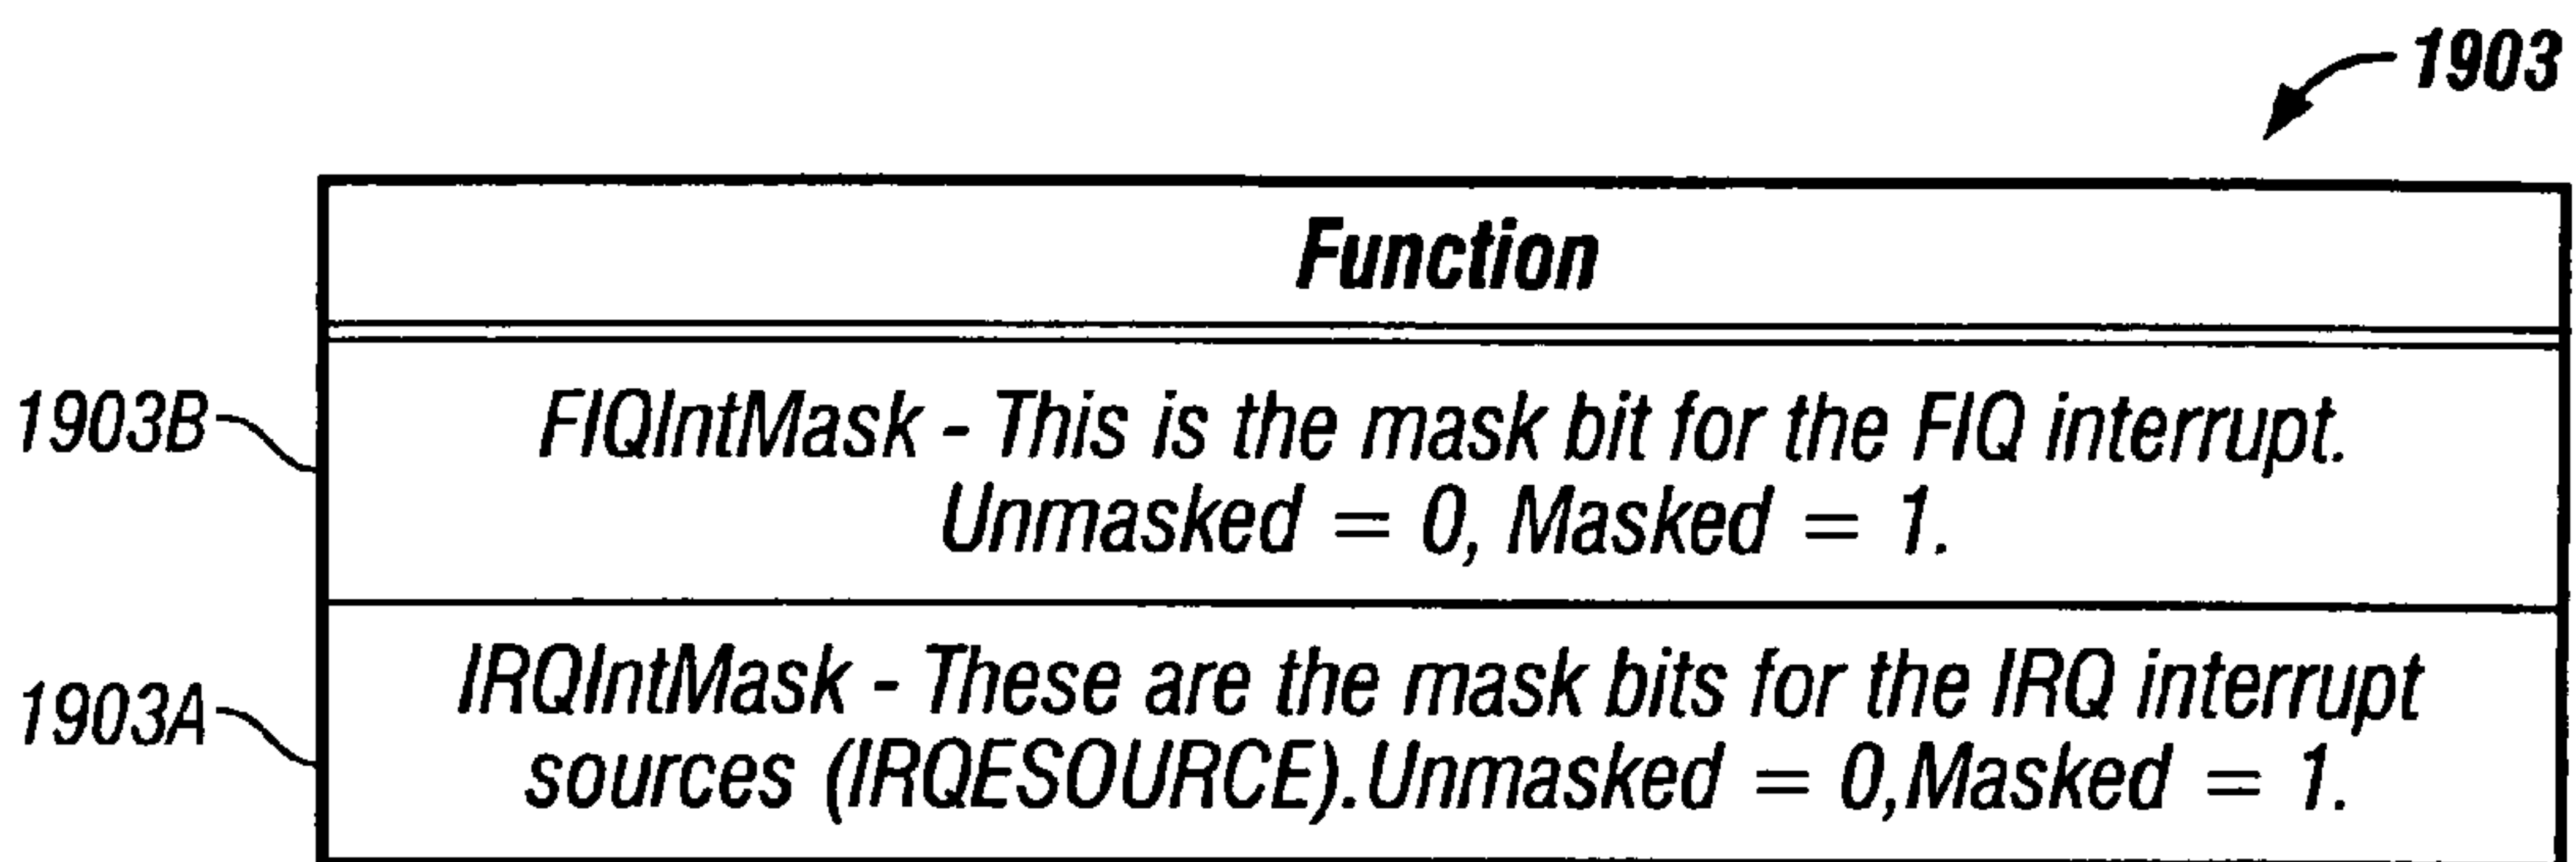 1903
Function
1903B
FIQIntMask - This is the mask bit for the FIQ interrupt.
Unmasked = 0, Masked = 1.
1903A
IRQIntMask - These are the mask bits for the IRQ interrupt
sources (IRQESOURCE).Unmasked = 0,Masked = 1.